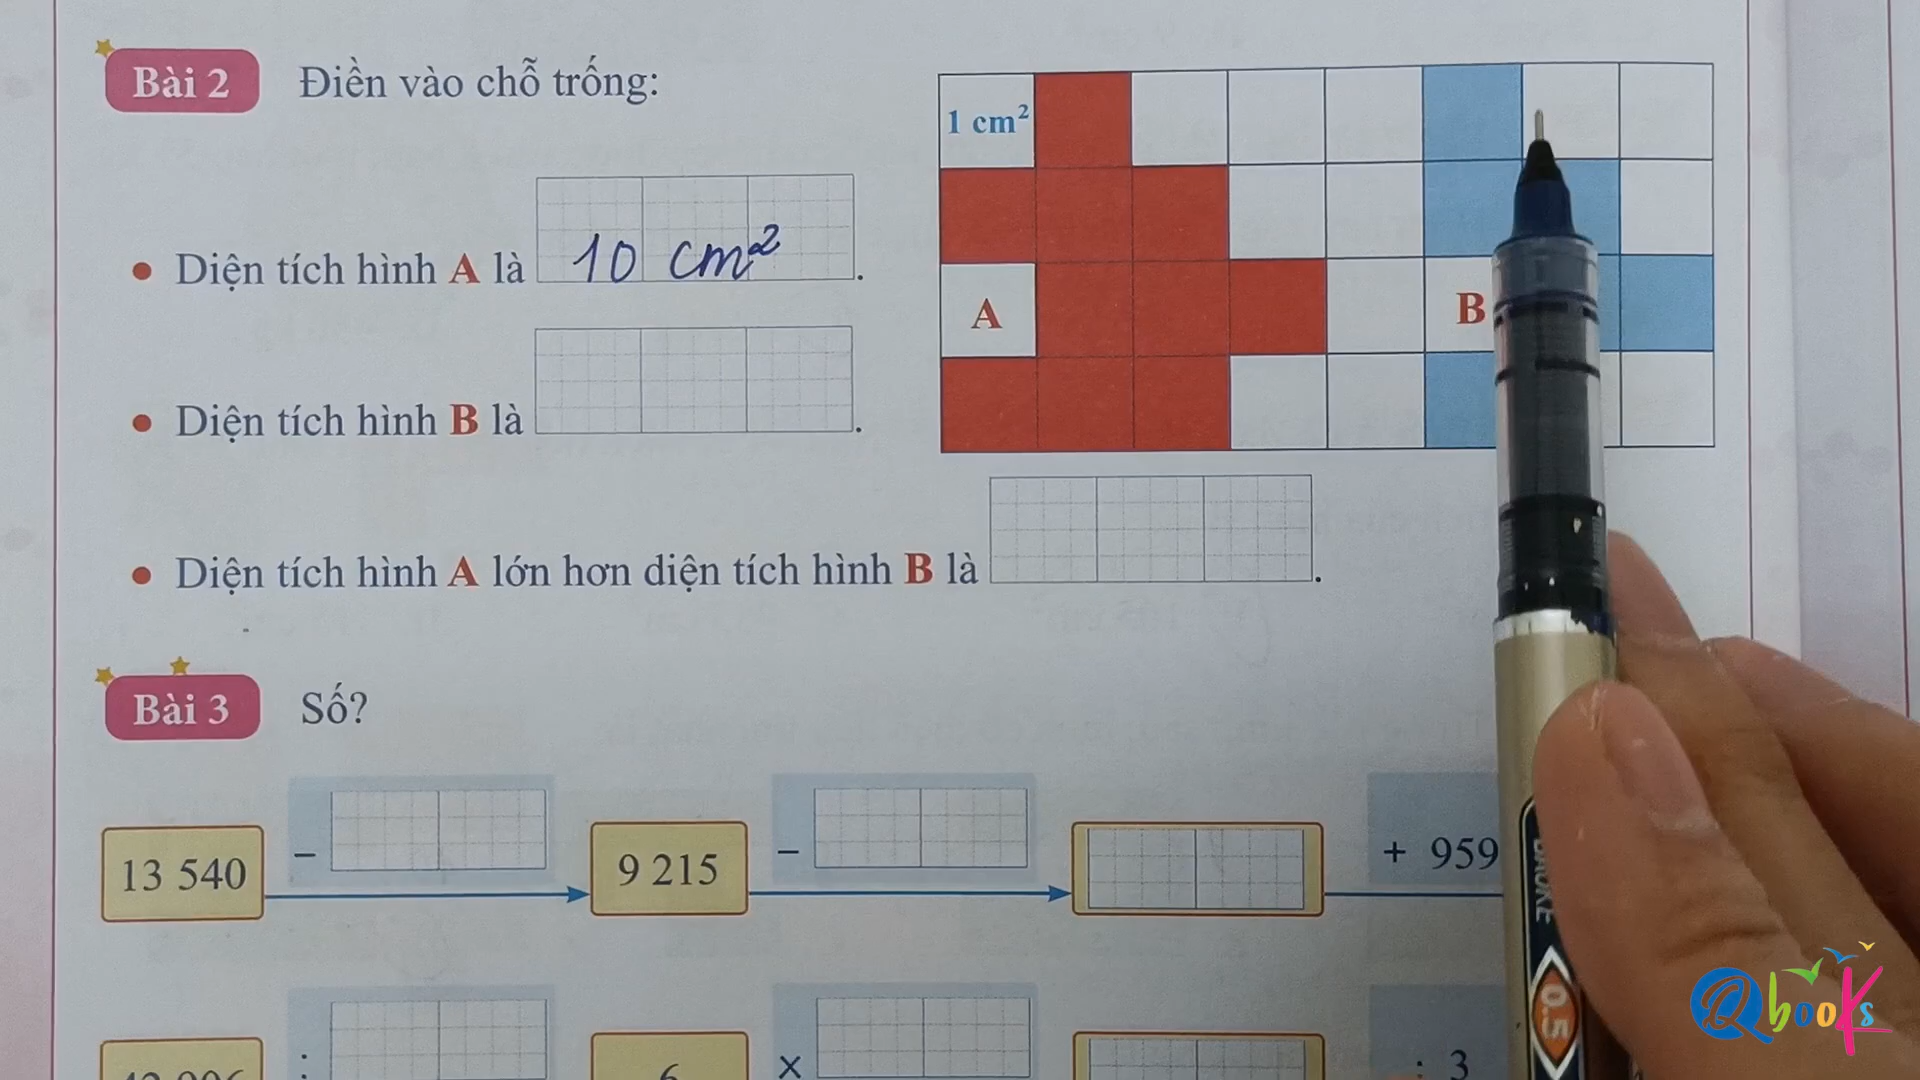 Bài 2 Điền vào chỗ trống:
1 cm²
• Diện tích hình A là 10 cm².
A
B
• Diện tích hình B là .
• Diện tích hình A lớn hơn diện tích hình B là .
Bài 3 Số?
13 540 − 9 215 − + 959
: 6 × : 3
0.5
Qbooks